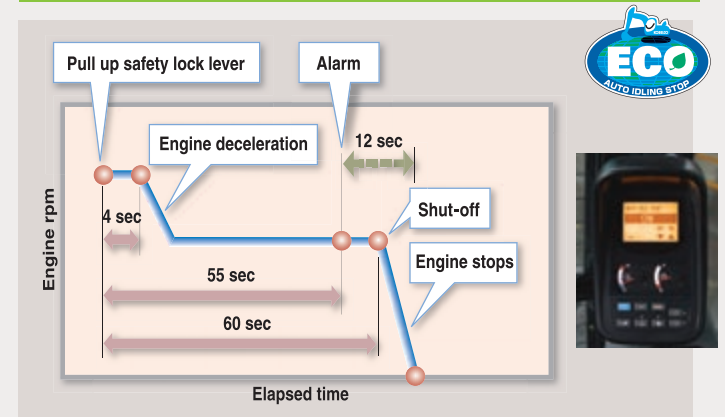 Pull up safety lock lever
Alarm
ECO
AUTO IDLING STOP
Engine deceleration
12 sec
4 sec
Shut-off
Engine stops
55 sec
60 sec
Engine rpm
Elapsed time